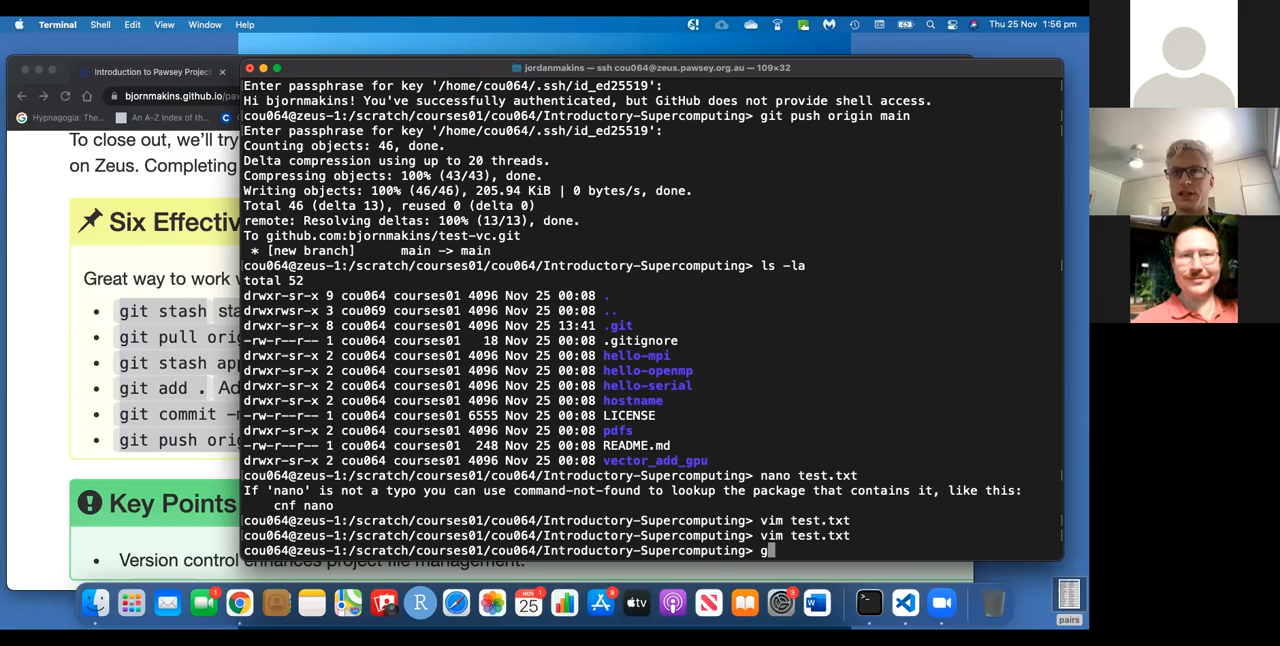 Terminal Shell Edit View Window Help
Thu 25 Nov 1:56 pm
Introduction to Pawsey Projec
bjornmakins.github.io/paw
Hypnagogia: The... An A-Z Index of th...
To close out, we'll try
on Zeus. Completing
Six Effectiv
Great way to work w
git stash sta
git pull orig
git stash app
git add . Ad
git commit -m
git push ori
Key Points
Version control enhances project file management.
jordanmakins — ssh cou064@zeus.pawsey.org.au — 109×32
Enter passphrase for key '/home/cou064/.ssh/id_ed25519':
Hi bjornmakins! You've successfully authenticated, but GitHub does not provide shell access.
cou064@zeus-1:/scratch/courses01/cou064/Introductory-Supercomputing> git push origin main
Enter passphrase for key '/home/cou064/.ssh/id_ed25519':
Counting objects: 46, done.
Delta compression using up to 20 threads.
Compressing objects: 100% (43/43), done.
Writing objects: 100% (46/46), 205.94 KiB | 0 bytes/s, done.
Total 46 (delta 13), reused 0 (delta 0)
remote: Resolving deltas: 100% (13/13), done.
To github.com:bjornmakins/test-vc.git
* [new branch] main -> main
cou064@zeus-1:/scratch/courses01/cou064/Introductory-Supercomputing> ls -la
total 52
drwxr-sr-x 9 cou064 courses01 4096 Nov 25 00:08 .
drwxrwsr-x 3 cou069 courses01 4096 Nov 25 00:08 ..
drwxr-sr-x 8 cou064 courses01 4096 Nov 25 13:41 .git
-rw-r--r-- 1 cou064 courses01 18 Nov 25 00:08 .gitignore
drwxr-sr-x 2 cou064 courses01 4096 Nov 25 00:08 hello-mpi
drwxr-sr-x 2 cou064 courses01 4096 Nov 25 00:08 hello-openmp
drwxr-sr-x 2 cou064 courses01 4096 Nov 25 00:08 hello-serial
drwxr-sr-x 2 cou064 courses01 4096 Nov 25 00:08 hostname
-rw-r--r-- 1 cou064 courses01 6555 Nov 25 00:08 LICENSE
drwxr-sr-x 2 cou064 courses01 4096 Nov 25 00:08 pdfs
-rw-r--r-- 1 cou064 courses01 248 Nov 25 00:08 README.md
drwxr-sr-x 2 cou064 courses01 4096 Nov 25 00:08 vector_add_gpu
cou064@zeus-1:/scratch/courses01/cou064/Introductory-Supercomputing> nano test.txt
If 'nano' is not a typo you can use command-not-found to lookup the package that contains it, like this:
cnf nano
cou064@zeus-1:/scratch/courses01/cou064/Introductory-Supercomputing> vim test.txt
cou064@zeus-1:/scratch/courses01/cou064/Introductory-Supercomputing> vim test.txt
cou064@zeus-1:/scratch/courses01/cou064/Introductory-Supercomputing> g
NOV
25
tv
pairs